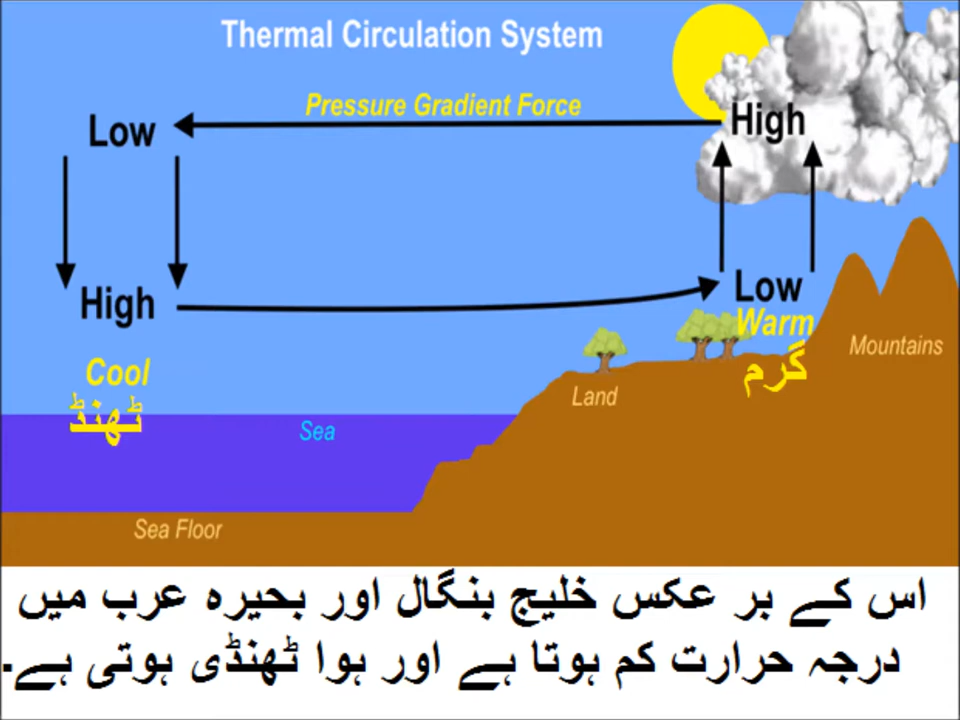 Thermal Circulation System
Pressure Gradient Force
Low
High
High
Low
Warm
گرم
Mountains
Cool
ٹھنڈ
Land
Sea
Sea Floor
اس کے بر عکس خلیج بنگال اور بحیرہ عرب میں
درجہ حرارت کم ہوتا ہے اور ہوا ٹھنڈی ہوتی ہے۔